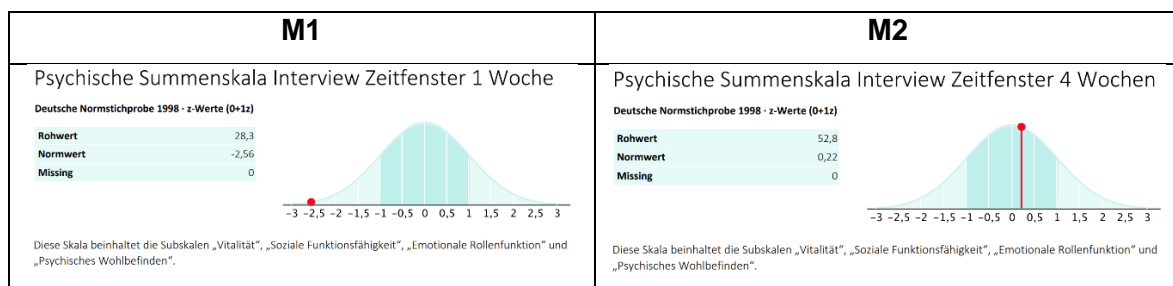 M1
Psychische Summenskala Interview Zeitfenster 1 Woche
Deutsche Normstichprobe 1998 · z-Werte (0+1z)
Rohwert 28,3
Normwert -2,56
Missing 0
-3 -2,5 -2 -1,5 -1 -0,5 0 0,5 1 1,5 2 2,5 3
Diese Skala beinhaltet die Subskalen „Vitalität“, „Soziale Funktionsfähigkeit“, „Emotionale Rollenfunktion“ und
„Psychisches Wohlbefinden“.
M2
Psychische Summenskala Interview Zeitfenster 4 Wochen
Deutsche Normstichprobe 1998 · z-Werte (0+1z)
Rohwert 52,8
Normwert 0,22
Missing 0
-3 -2,5 -2 -1,5 -1 -0,5 0 0,5 1 1,5 2 2,5 3
Diese Skala beinhaltet die Subskalen „Vitalität“, „Soziale Funktionsfähigkeit“, „Emotionale Rollenfunktion“ und
„Psychisches Wohlbefinden“.